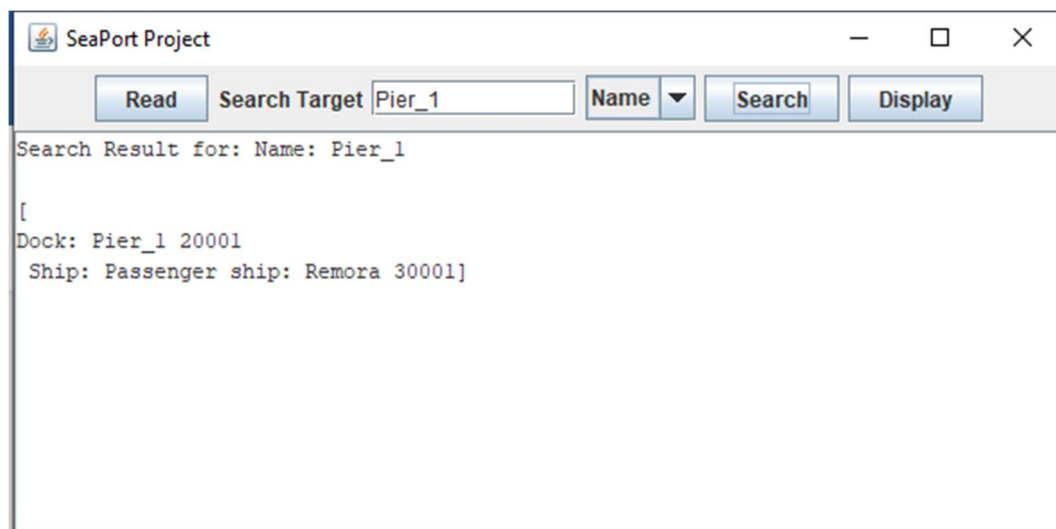 SeaPort Project
Read Search Target Pier_1 Name Search Display
Search Result for: Name: Pier_1
[
Dock: Pier_1 20001
Ship: Passenger ship: Remora 30001]